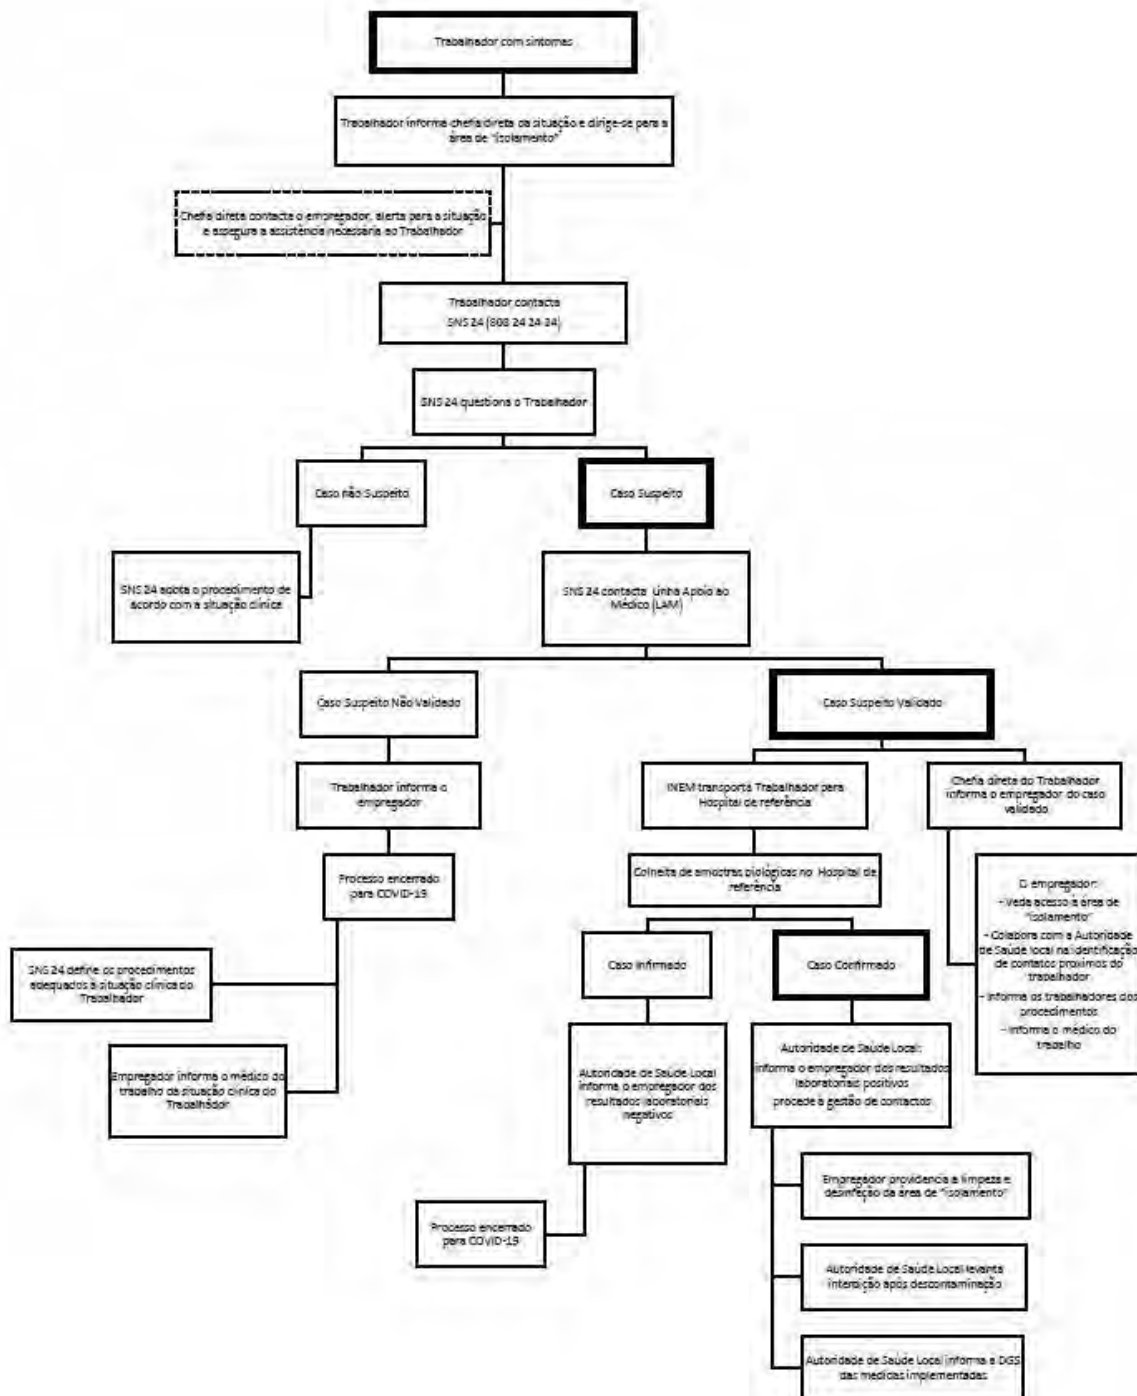 Trabalhador com sintomas
Trabalhador informa chefia direta da situação e dirige-se para a
área de "isolamento"
Chefia direta contacta o empregador, alerta para a situação
e assegura a assistência necessária ao Trabalhador
Trabalhador contacta
SNS 24 (808 24 24 24)
SNS 24 questiona o Trabalhador
Caso não Suspeito
Caso Suspeito
SNS 24 adota o procedimento de
acordo com a situação clínica
SNS 24 contacta Linha Apoio ao
Médico (LAM)
Caso Suspeito Não Validado
Caso Suspeito Validado
Trabalhador informa o
empregador
INEM transporta Trabalhador para
Hospital de referência
Chefia direta do Trabalhador
informa o empregador do caso
validado
Processo encerrado
para COVID-19
Colheita de amostras biológicas no Hospital de
referência
O empregador:
- Veda acesso à área de
"isolamento"
- Colabora com a Autoridade
de Saúde local na identificação
de contatos próximos do
trabalhador
- Informa os trabalhadores dos
procedimentos
- Informa o médico do
trabalho
SNS 24 define os procedimentos
adequados à situação clínica do
Trabalhador
Caso Infirmado
Caso Confirmado
Empregador informa o médico do
trabalho da situação clínica do
Trabalhador
Autoridade de Saúde Local
informa o empregador dos
resultados laboratoriais
negativos
Autoridade de Saúde Local:
informa o empregador dos resultados
laboratoriais positivos
procede à gestão de contactos
Processo encerrado
para COVID-19
Empregador providencia a limpeza e
desinfeção da área de "isolamento"
Autoridade de Saúde Local levanta
interdição após descontaminação
Autoridade de Saúde Local informa a DGS
das medidas implementadas